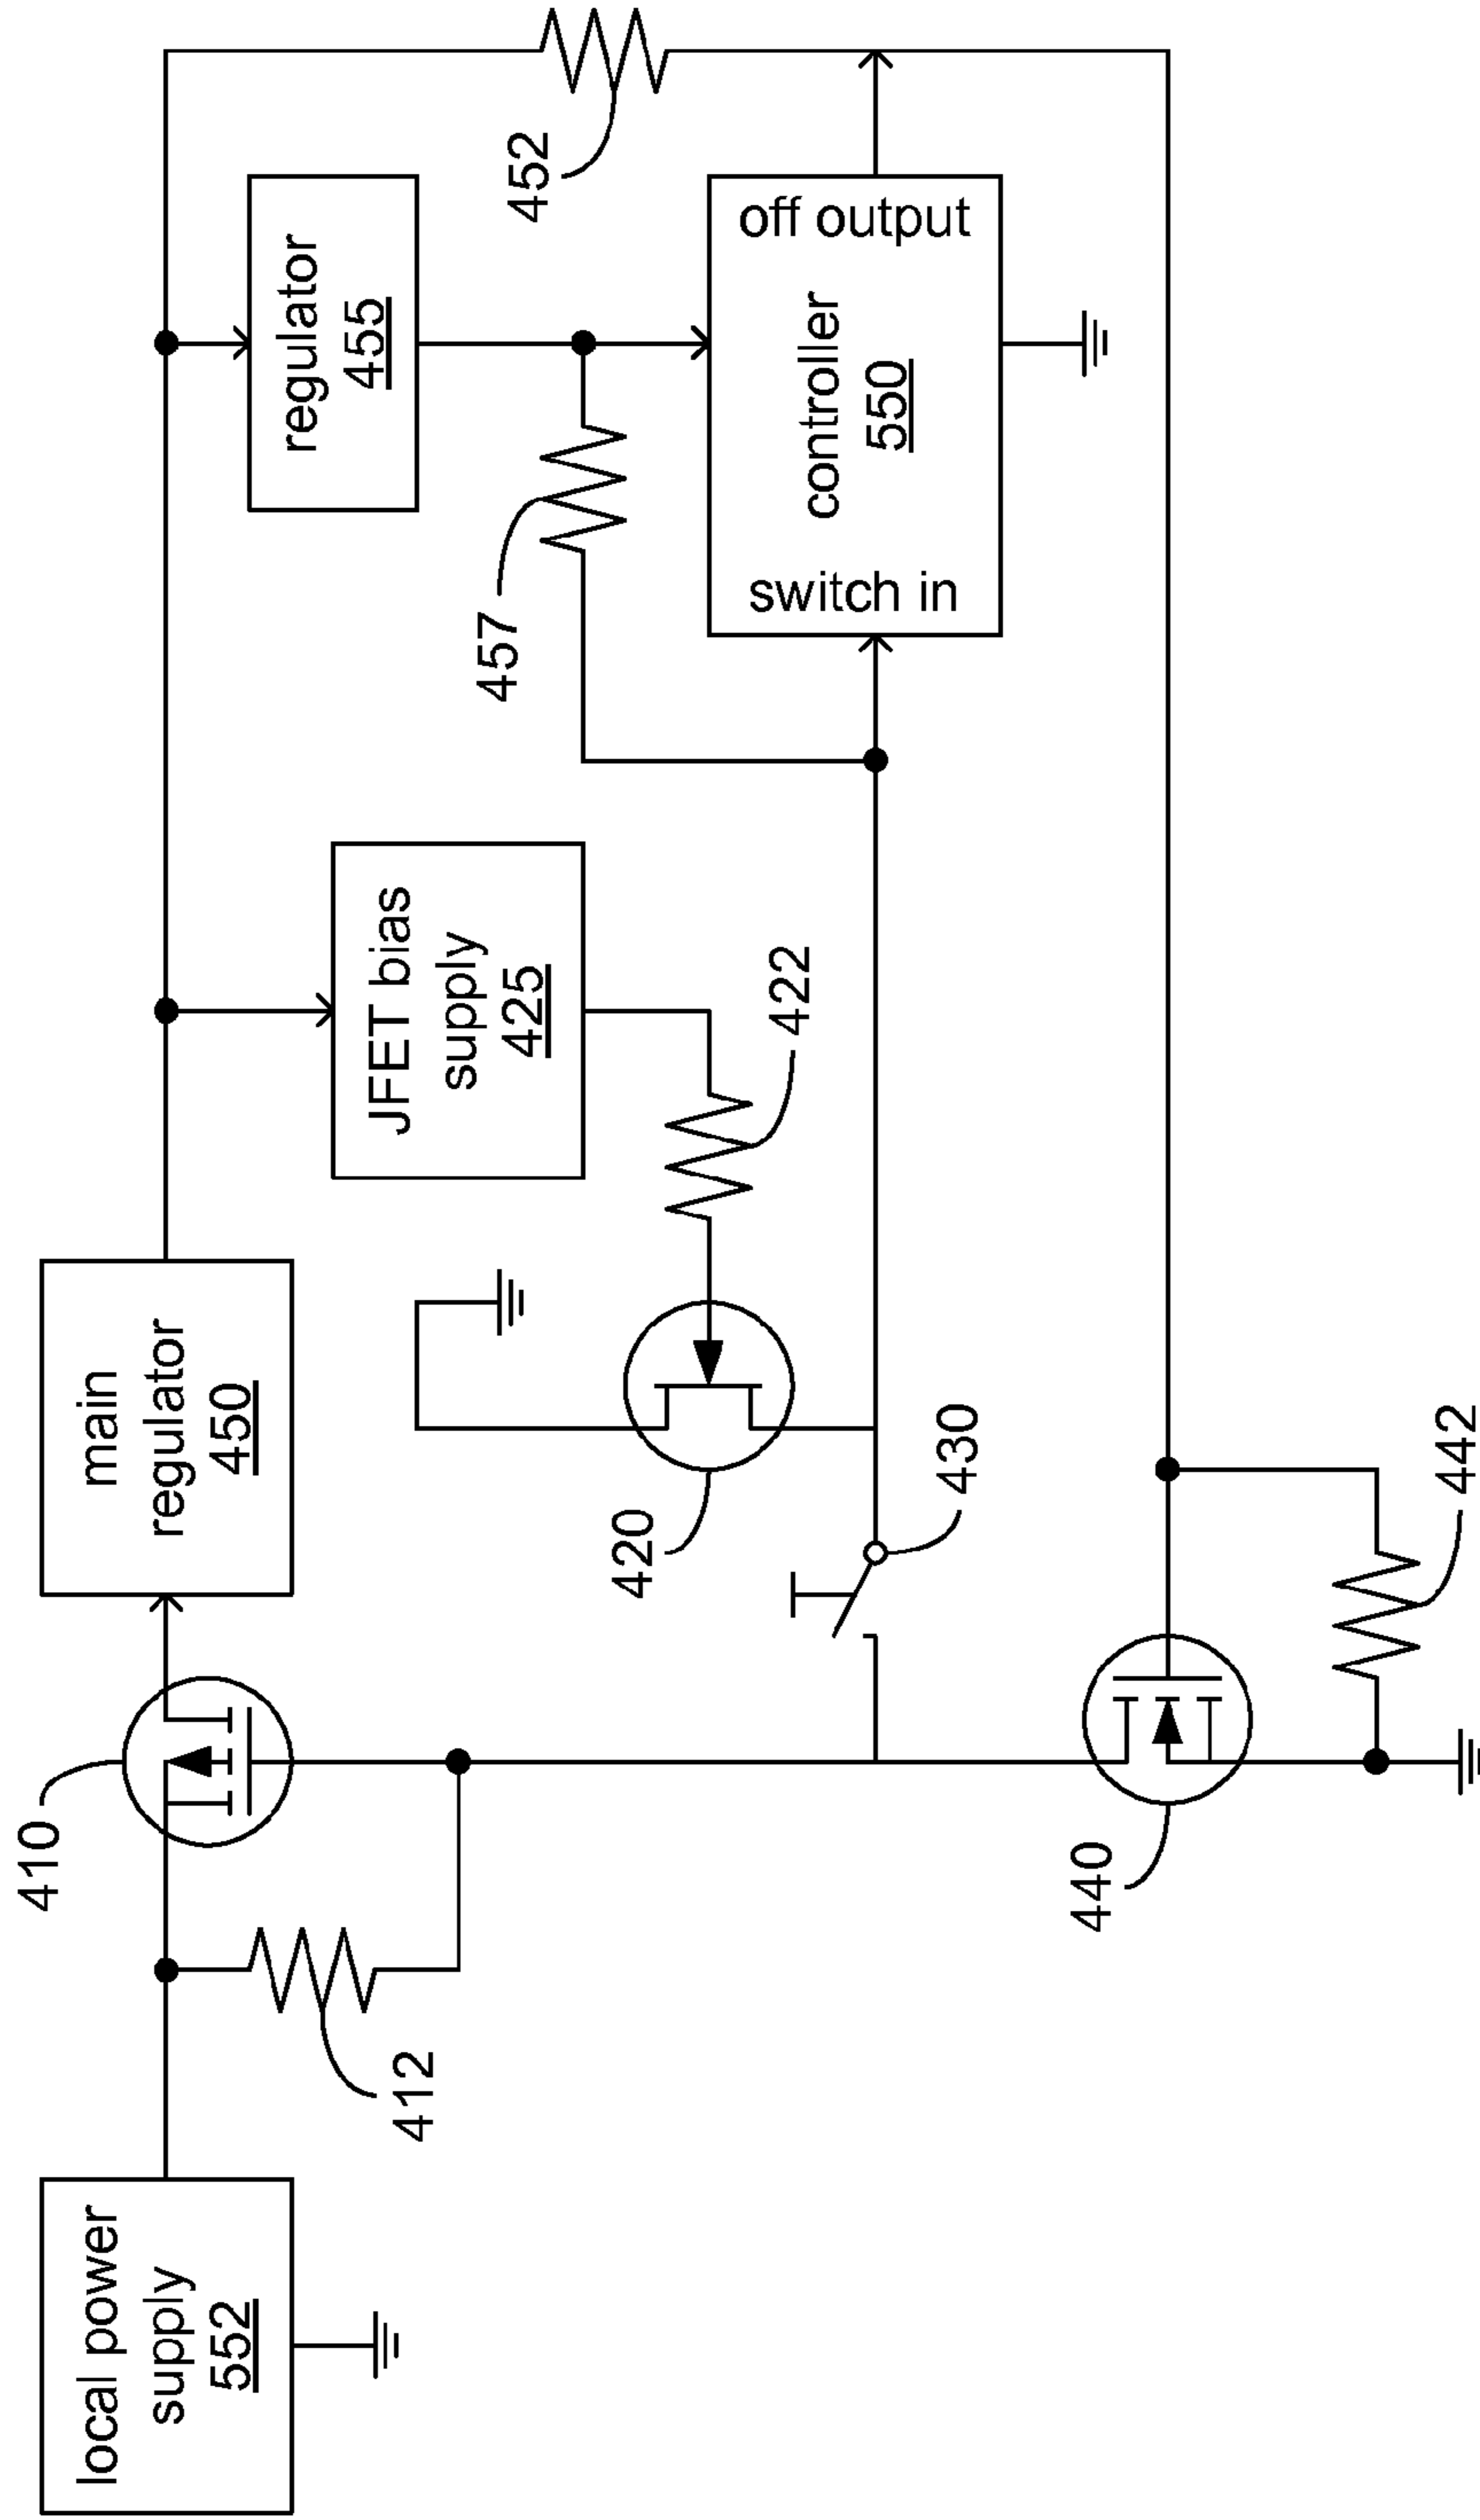 local power
supply
552
412
410
main
regulator
450
420
430
440
442
JFET bias
supply
425
422
regulator
455
457
452
switch in
controller
550
off output